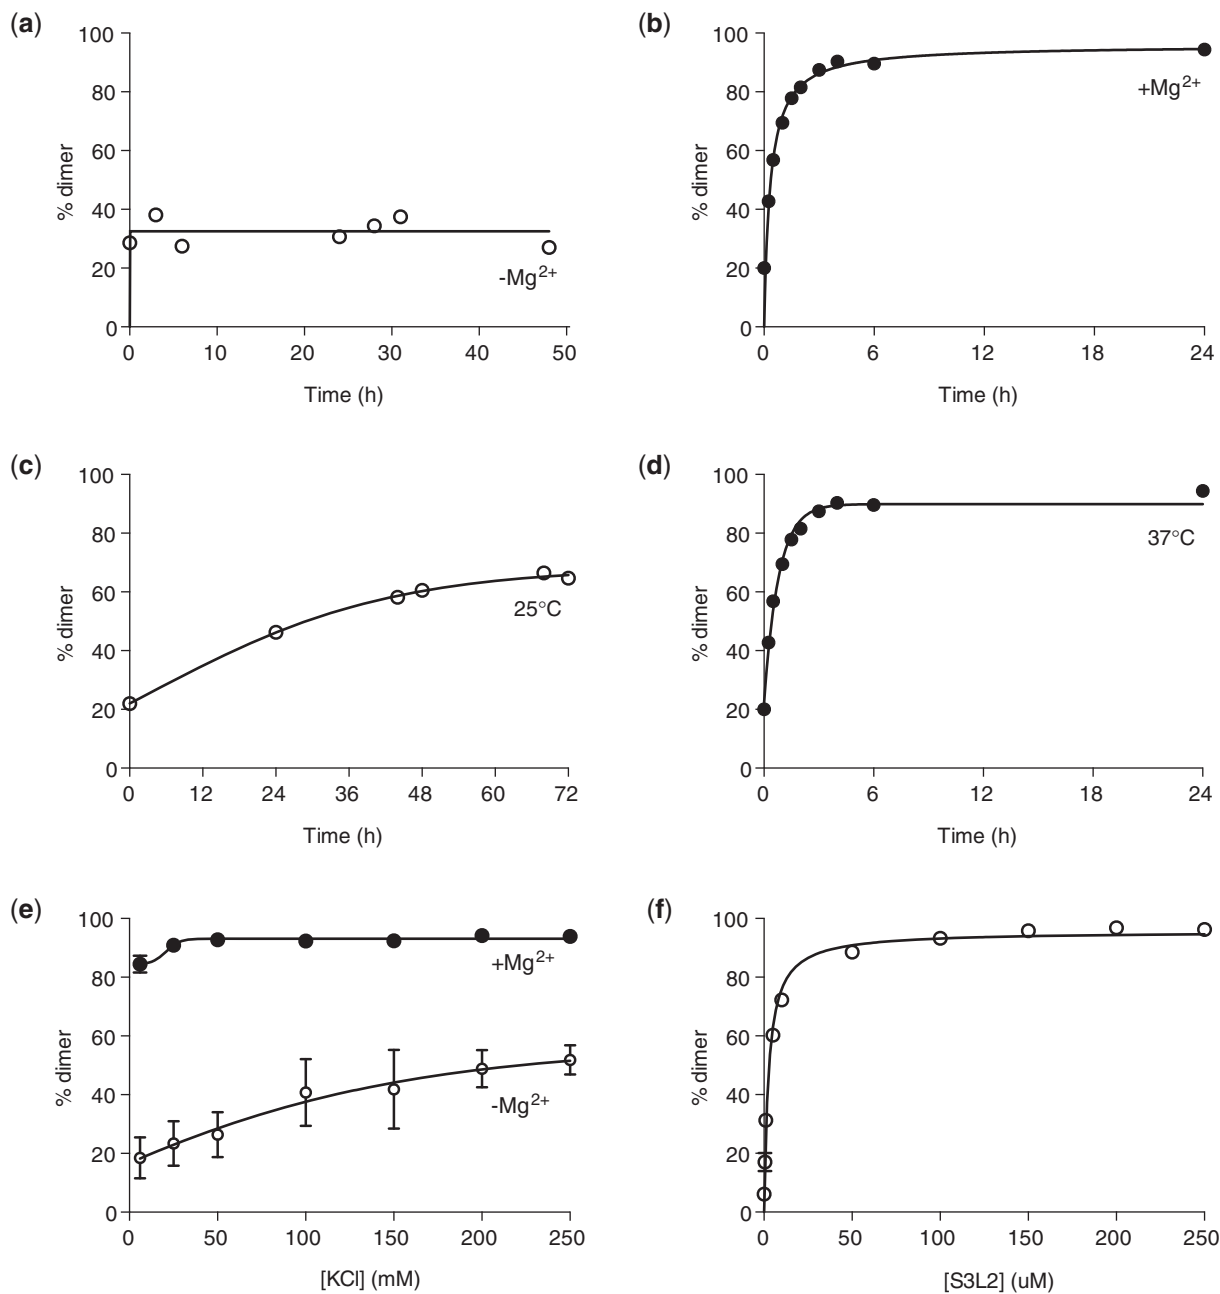 (a)
100
80
60
40
20
0
% dimer
-Mg2+
0 10 20 30 40 50
Time (h)
(b)
100
80
60
40
20
0
% dimer
+Mg2+
0 6 12 18 24
Time (h)
(c)
100
80
60
40
20
0
% dimer
25°C
0 12 24 36 48 60 72
Time (h)
(d)
100
80
60
40
20
0
% dimer
37°C
0 6 12 18 24
Time (h)
(e)
100
80
60
40
20
0
% dimer
+Mg2+
-Mg2+
0 50 100 150 200 250
[KCl] (mM)
(f)
100
80
60
40
20
0
% dimer
0 50 100 150 200 250
[S3L2] (uM)